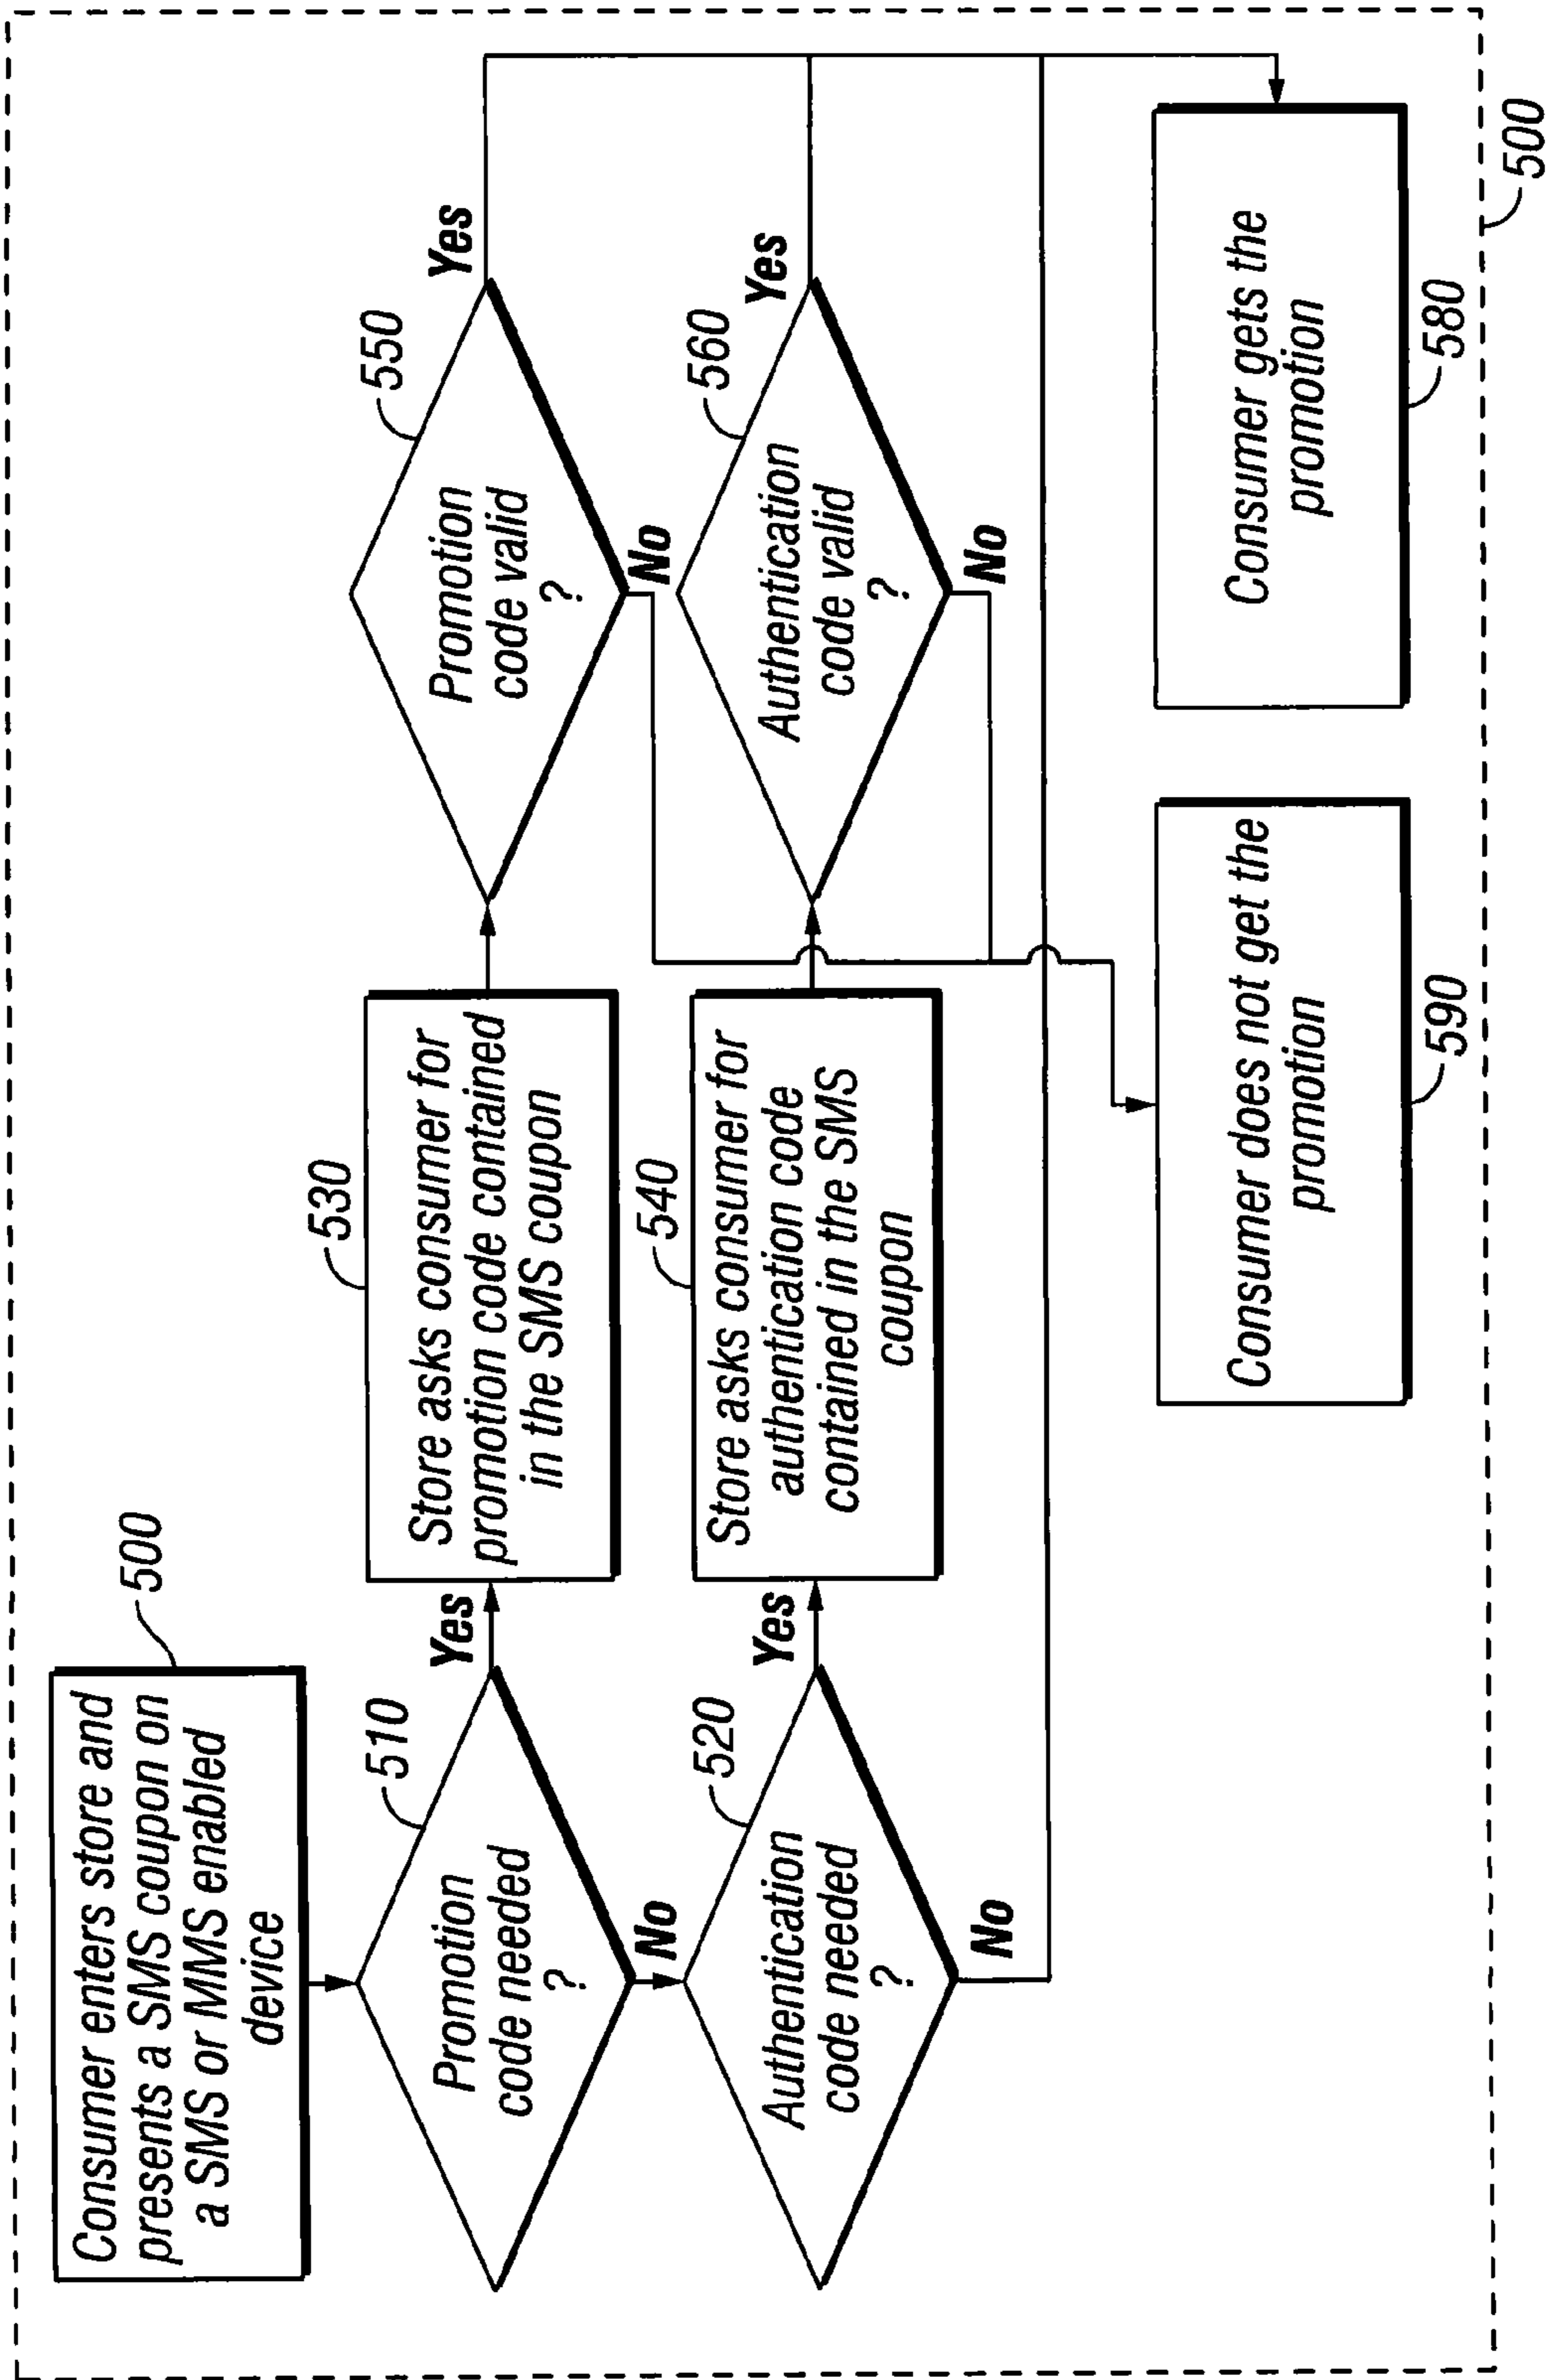 500
Consumer enters store and
presents a SMS coupon on
a SMS or MMS enabled
device
510
Promotion
code needed
?
Yes
No
530
Store asks consumer for
promotion code contained
in the SMS coupon
550
Promotion
code valid
?
Yes
No
520
Authentication
code needed
?
Yes
No
540
Store asks consumer for
authentication code
contained in the SMS
coupon
560
Authentication
code valid
?
Yes
No
Consumer does not get the
promotion
590
Consumer gets the
promotion
580
500